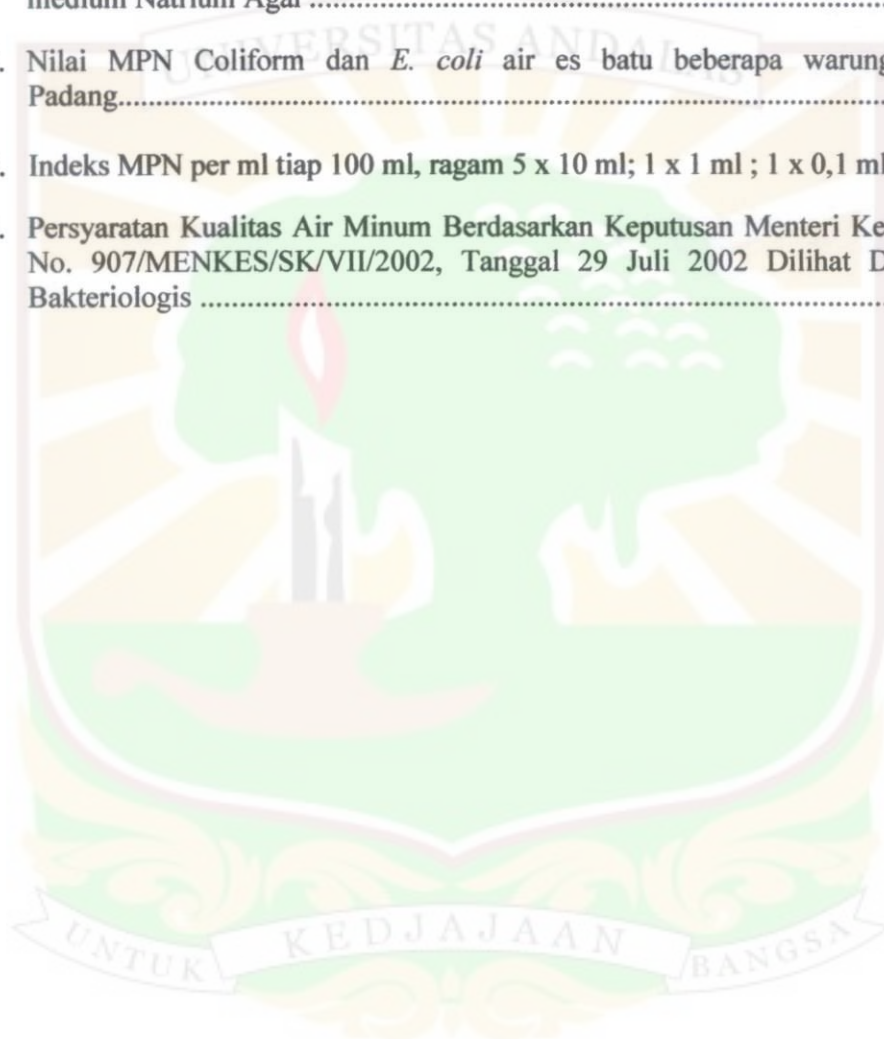 medium Natrium Agar ........................................................................
. Nilai MPN Coliform dan E. coli air es batu beberapa warung
Padang........................................................................
. Indeks MPN per ml tiap 100 ml, ragam 5 x 10 ml; 1 x 1 ml ; 1 x 0,1 ml
. Persyaratan Kualitas Air Minum Berdasarkan Keputusan Menteri Ke
No. 907/MENKES/SK/VII/2002, Tanggal 29 Juli 2002 Dilihat D
Bakteriologis ........................................................................
UNIVERSITAS ANDALAS
UNTUK KEDJAJAAN BANGSA